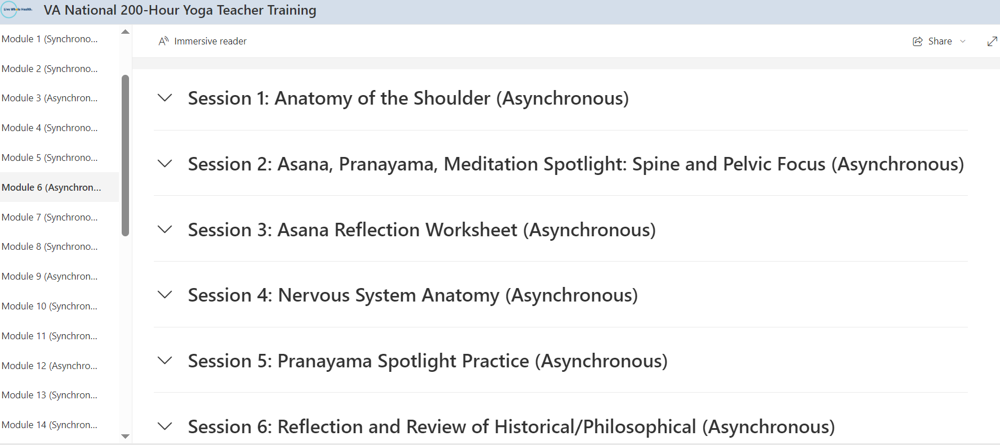 Live Whole Health.
VA National 200-Hour Yoga Teacher Training
Module 1 (Synchrono...
Module 2 (Synchrono...
Module 3 (Asynchron...
Module 4 (Synchrono...
Module 5 (Synchrono...
Module 6 (Asynchron...
Module 7 (Synchrono...
Module 8 (Synchrono...
Module 9 (Asynchron...
Module 10 (Synchron...
Module 11 (Synchron...
Module 12 (Asynchro...
Module 13 (Synchron...
Module 14 (Synchron...
Immersive reader
Share
Session 1: Anatomy of the Shoulder (Asynchronous)
Session 2: Asana, Pranayama, Meditation Spotlight: Spine and Pelvic Focus (Asynchronous)
Session 3: Asana Reflection Worksheet (Asynchronous)
Session 4: Nervous System Anatomy (Asynchronous)
Session 5: Pranayama Spotlight Practice (Asynchronous)
Session 6: Reflection and Review of Historical/Philosophical (Asynchronous)